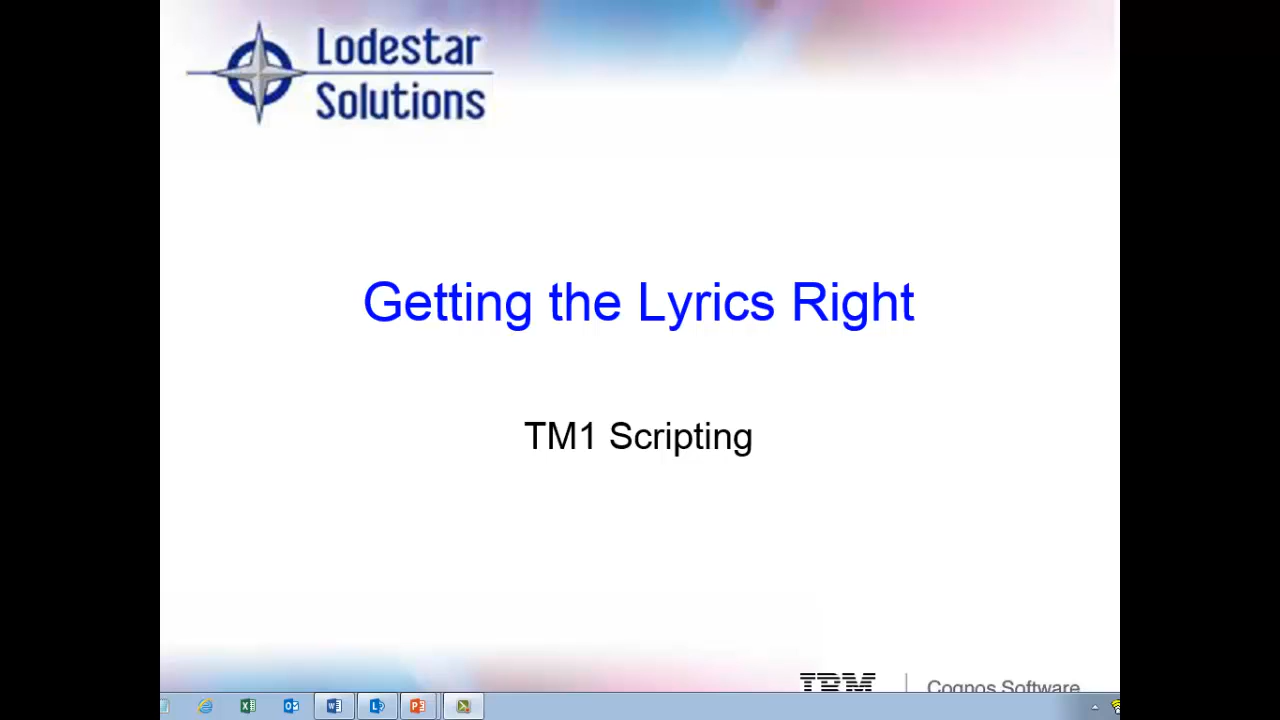 Lodestar
Solutions
Getting the Lyrics Right
TM1 Scripting
IBM
Cognos Software